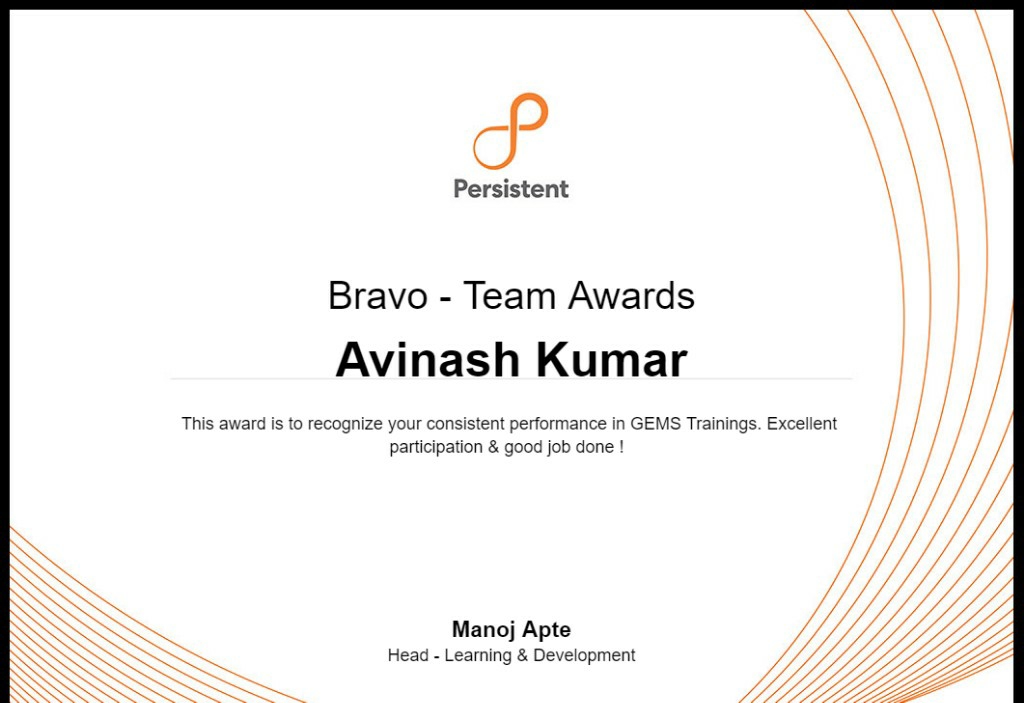 Persistent
Bravo - Team Awards
Avinash Kumar
This award is to recognize your consistent performance in GEMS Trainings. Excellent
participation & good job done !
Manoj Apte
Head - Learning & Development